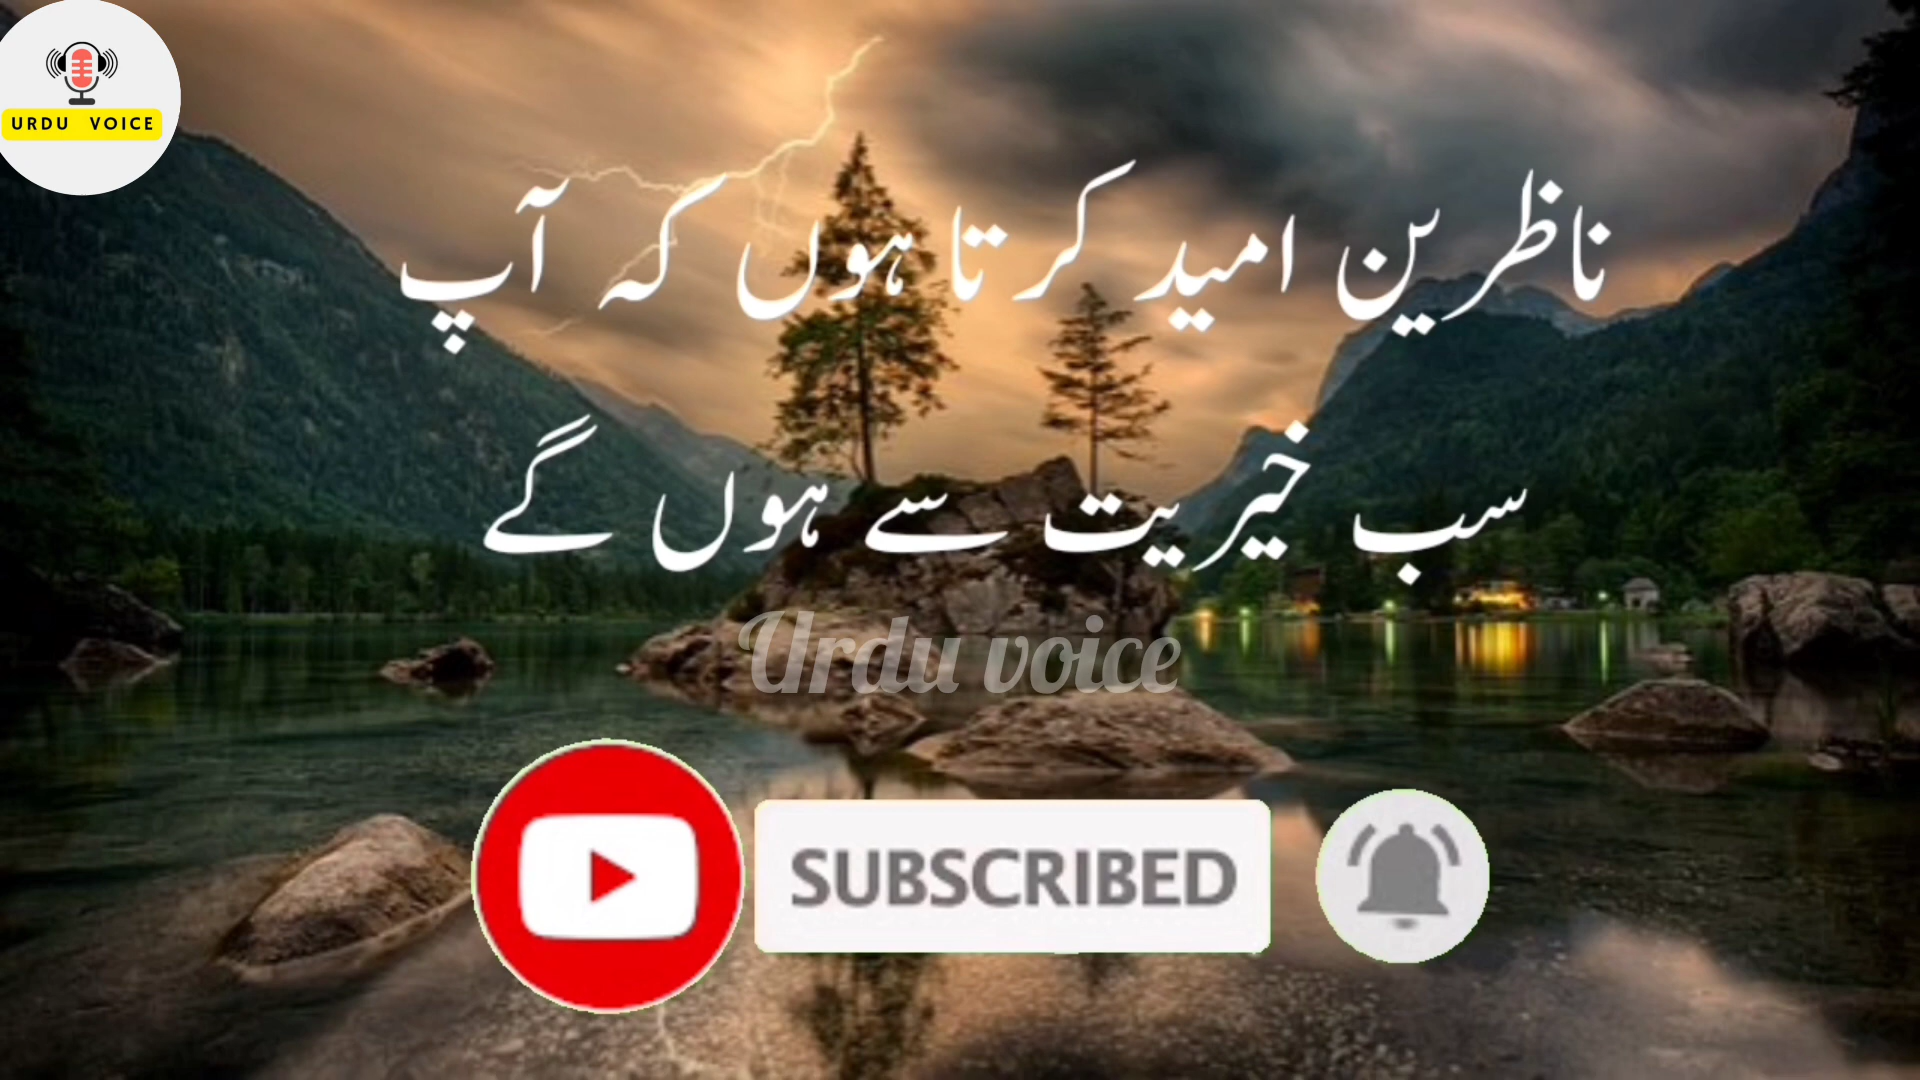 URDU VOICE
ناظرین امید کرتا ہوں کہ آپ
سب خیریت سے ہوں گے
Urdu voice
SUBSCRIBED